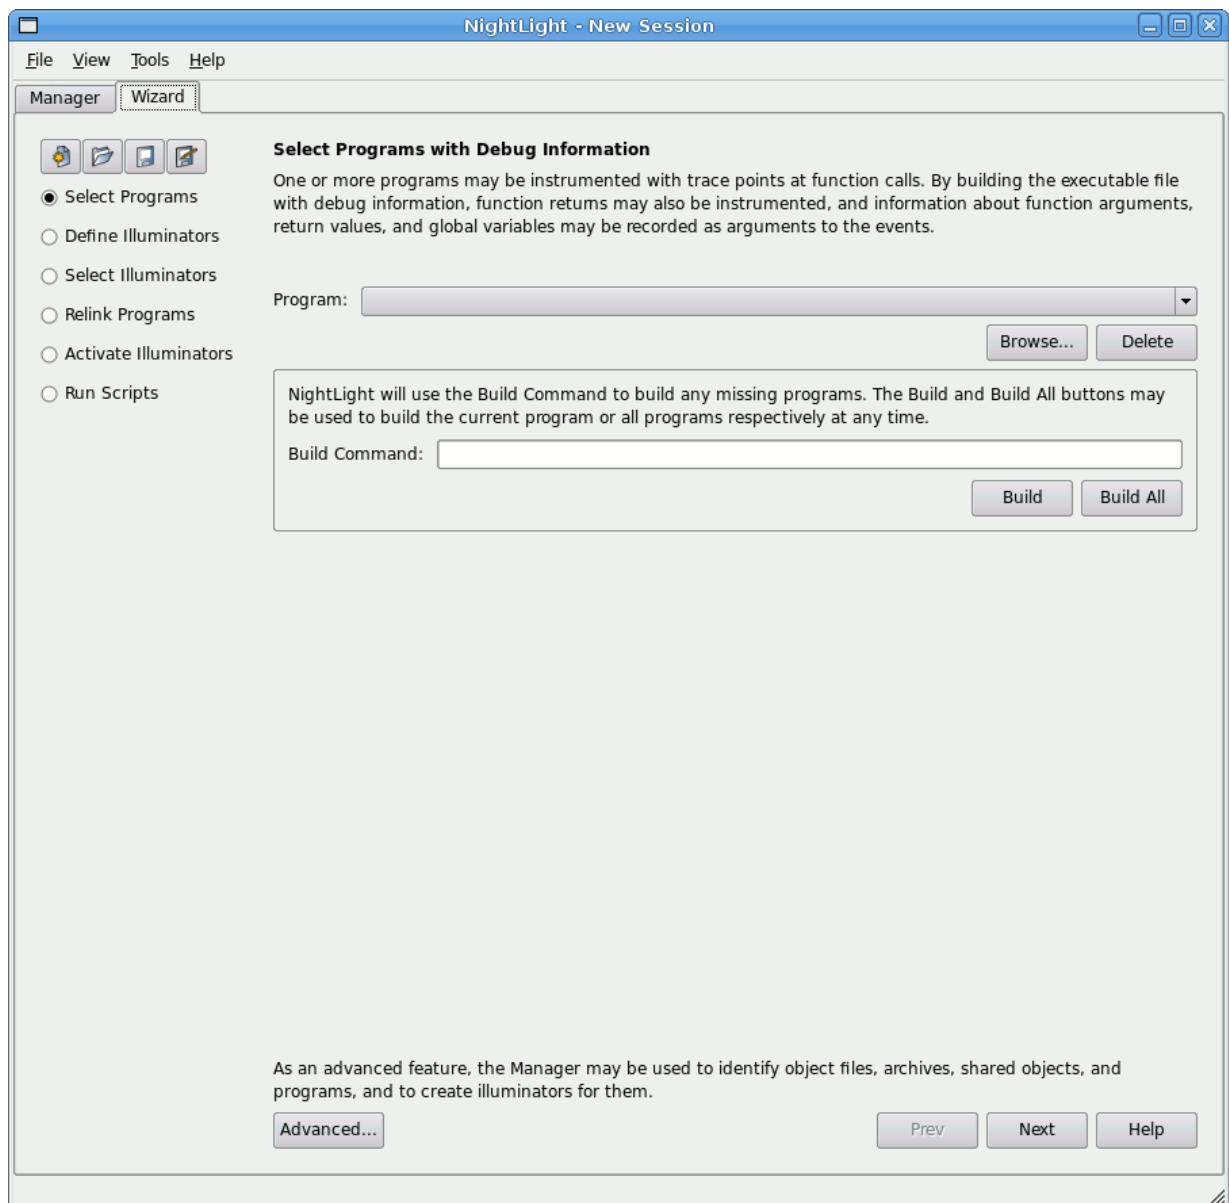 NightLight - New Session
File View Tools Help
Manager Wizard
Select Programs
Define Illuminators
Select Illuminators
Relink Programs
Activate Illuminators
Run Scripts
Select Programs with Debug Information
One or more programs may be instrumented with trace points at function calls. By building the executable file
with debug information, function returns may also be instrumented, and information about function arguments,
return values, and global variables may be recorded as arguments to the events.
Program:
Browse... Delete
NightLight will use the Build Command to build any missing programs. The Build and Build All buttons may
be used to build the current program or all programs respectively at any time.
Build Command:
Build Build All
As an advanced feature, the Manager may be used to identify object files, archives, shared objects, and
programs, and to create illuminators for them.
Advanced... Prev Next Help